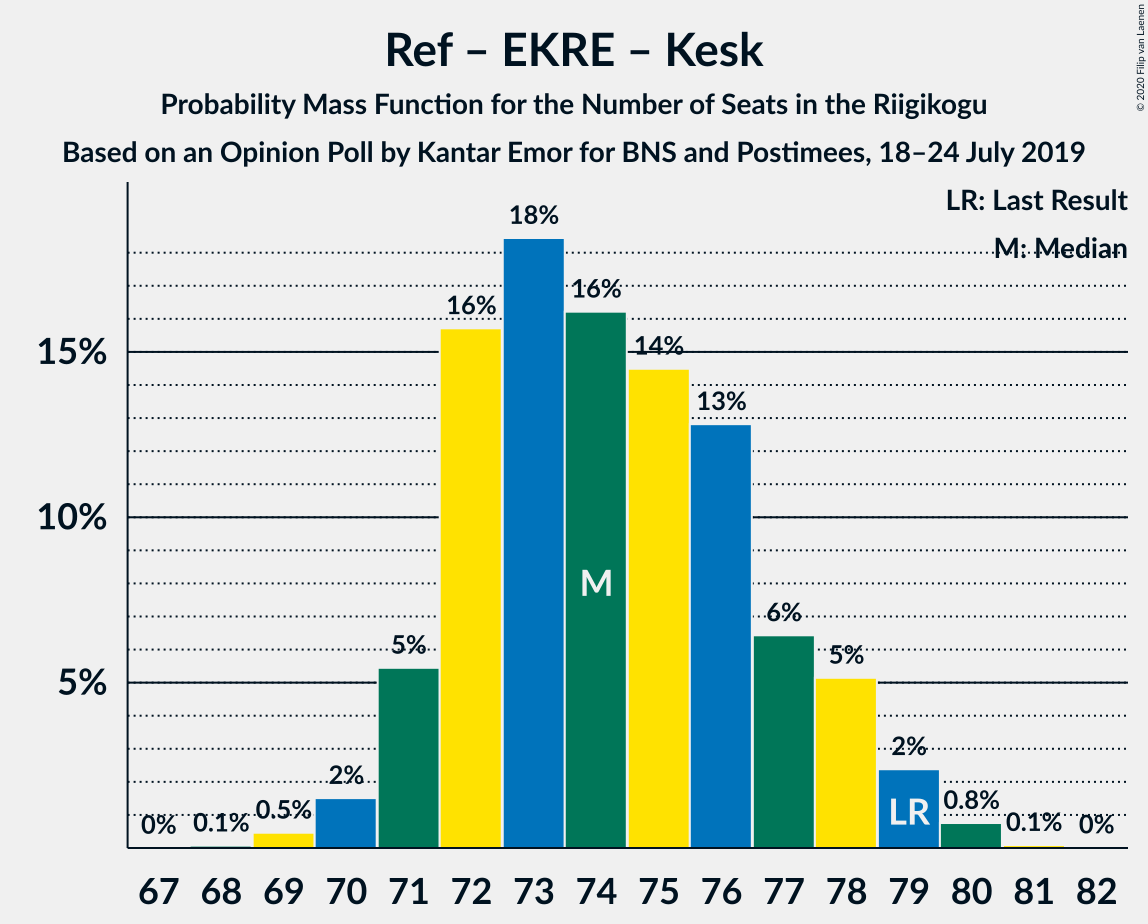 Ref – EKRE – Kesk
Probability Mass Function for the Number of Seats in the Riigikogu
Based on an Opinion Poll by Kantar Emor for BNS and Postimees, 18–24 July 2019
© 2020 Filip van Laenen
LR: Last Result
M: Median
18%
16%
16%
15%
14%
13%
10%
M
6%
5%
5%
5%
2%
2%
LR
0%
0.1%
0.5%
0.8%
0.1%
0%
67 68 69 70 71 72 73 74 75 76 77 78 79 80 81 82